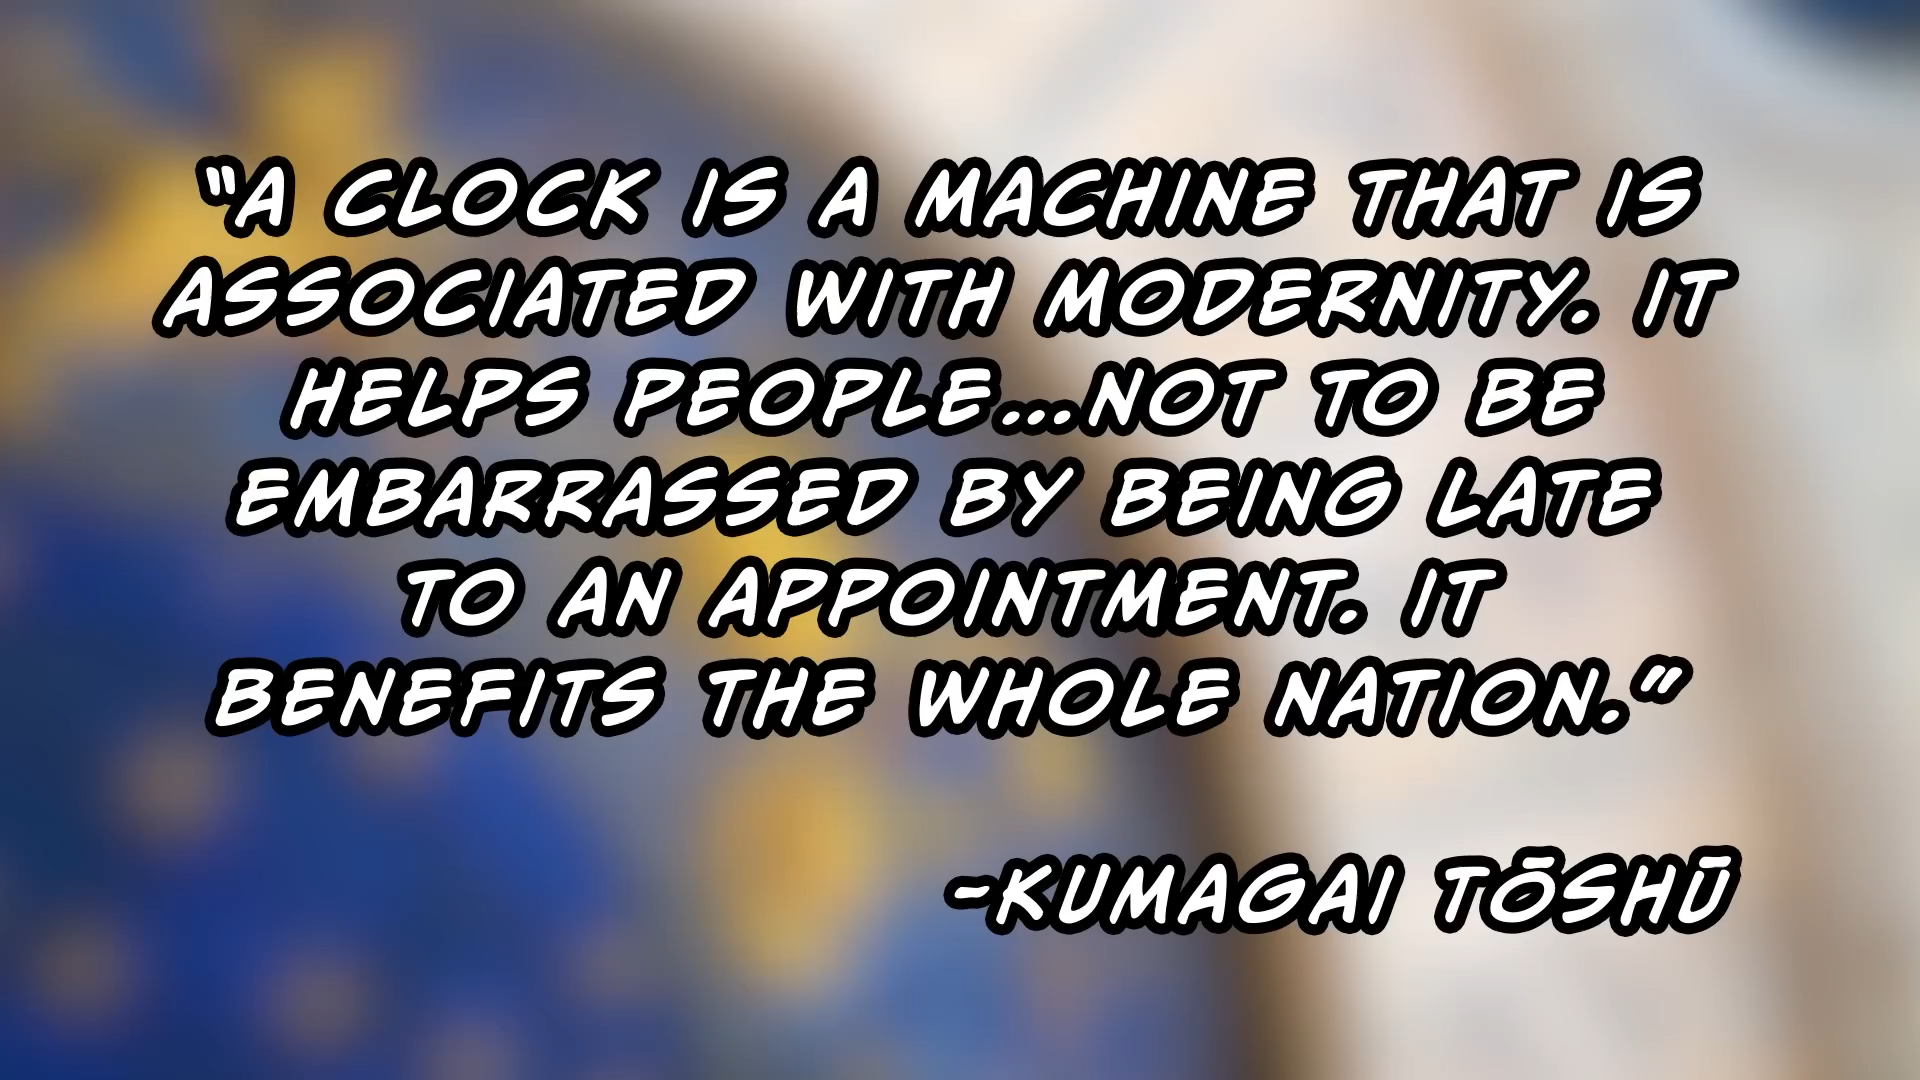 “A CLOCK IS A MACHINE THAT IS
ASSOCIATED WITH MODERNITY. IT
HELPS PEOPLE...NOT TO BE
EMBARRASSED BY BEING LATE
TO AN APPOINTMENT. IT
BENEFITS THE WHOLE NATION.”
-KUMAGAI TŌSHŪ